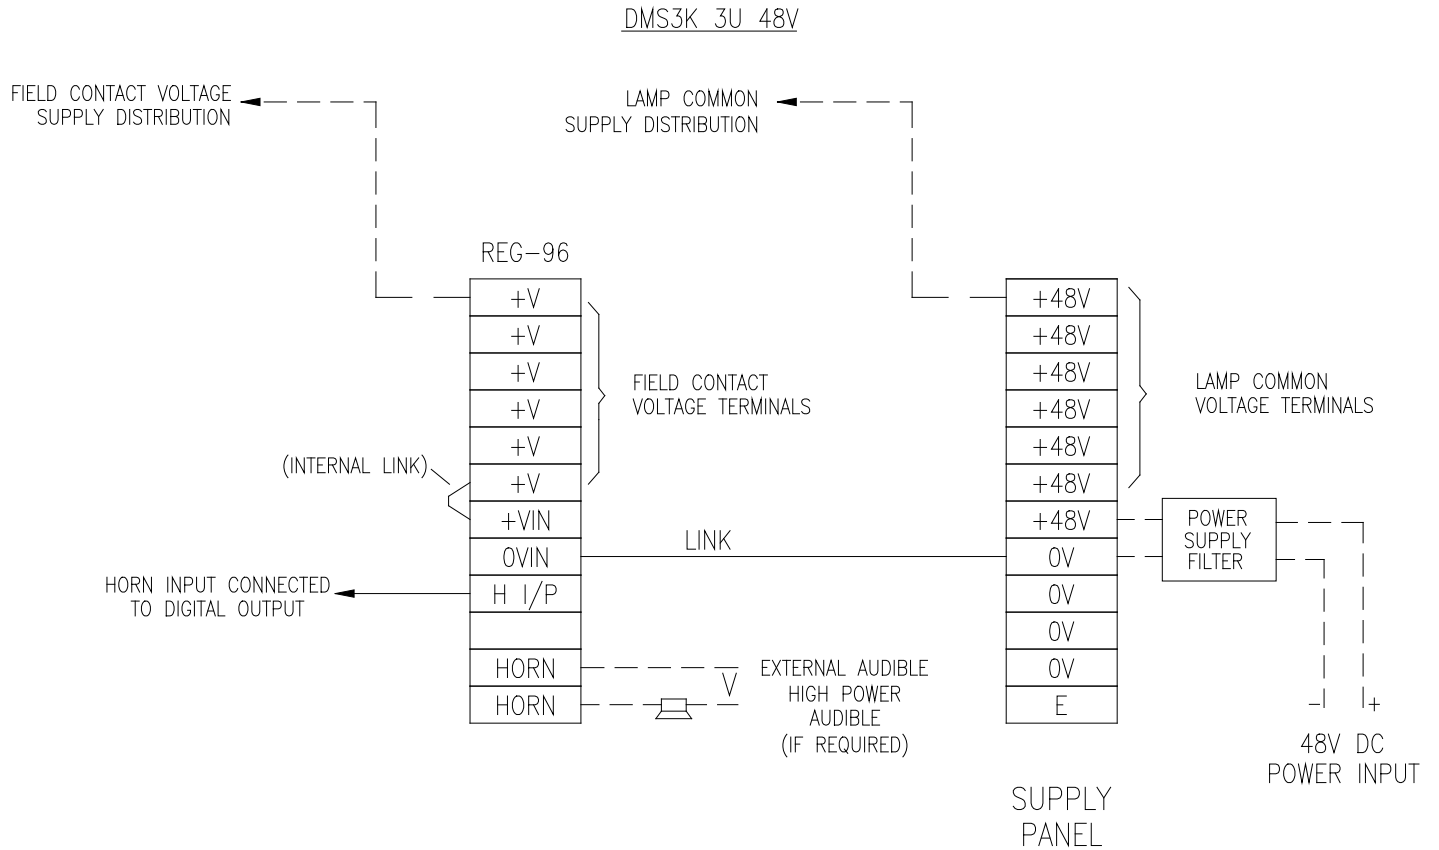 DMS3K 3U 48V
FIELD CONTACT VOLTAGE
SUPPLY DISTRIBUTION
LAMP COMMON
SUPPLY DISTRIBUTION
REG-96
+V
+V
+V
+V
+V
+V
+VIN
0VIN
H I/P
HORN
HORN
FIELD CONTACT
VOLTAGE TERMINALS
(INTERNAL LINK)
LINK
HORN INPUT CONNECTED
TO DIGITAL OUTPUT
V
EXTERNAL AUDIBLE
HIGH POWER
AUDIBLE
(IF REQUIRED)
+48V
+48V
+48V
+48V
+48V
+48V
+48V
0V
0V
0V
0V
E
LAMP COMMON
VOLTAGE TERMINALS
POWER
SUPPLY
FILTER
- +
48V DC
POWER INPUT
SUPPLY
PANEL